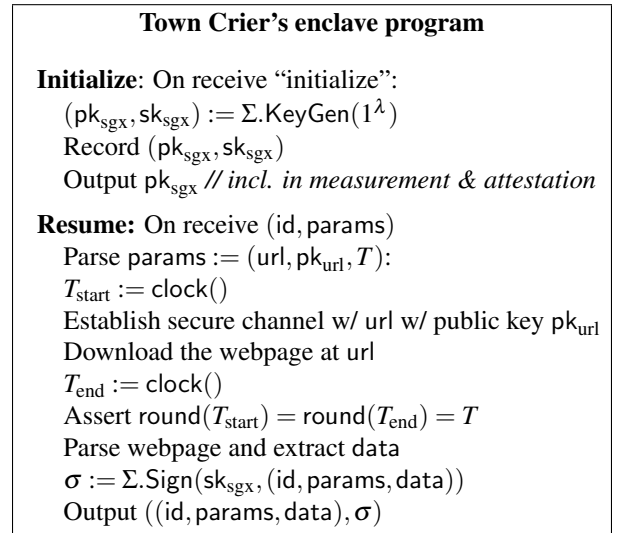 Town Crier's enclave program
Initialize: On receive “initialize”:
(pk_sgx, sk_sgx) := Σ.KeyGen(1^λ)
Record (pk_sgx, sk_sgx)
Output pk_sgx // incl. in measurement & attestation
Resume: On receive (id, params)
Parse params := (url, pk_url, T):
T_start := clock()
Establish secure channel w/ url w/ public key pk_url
Download the webpage at url
T_end := clock()
Assert round(T_start) = round(T_end) = T
Parse webpage and extract data
σ := Σ.Sign(sk_sgx, (id, params, data))
Output ((id, params, data), σ)